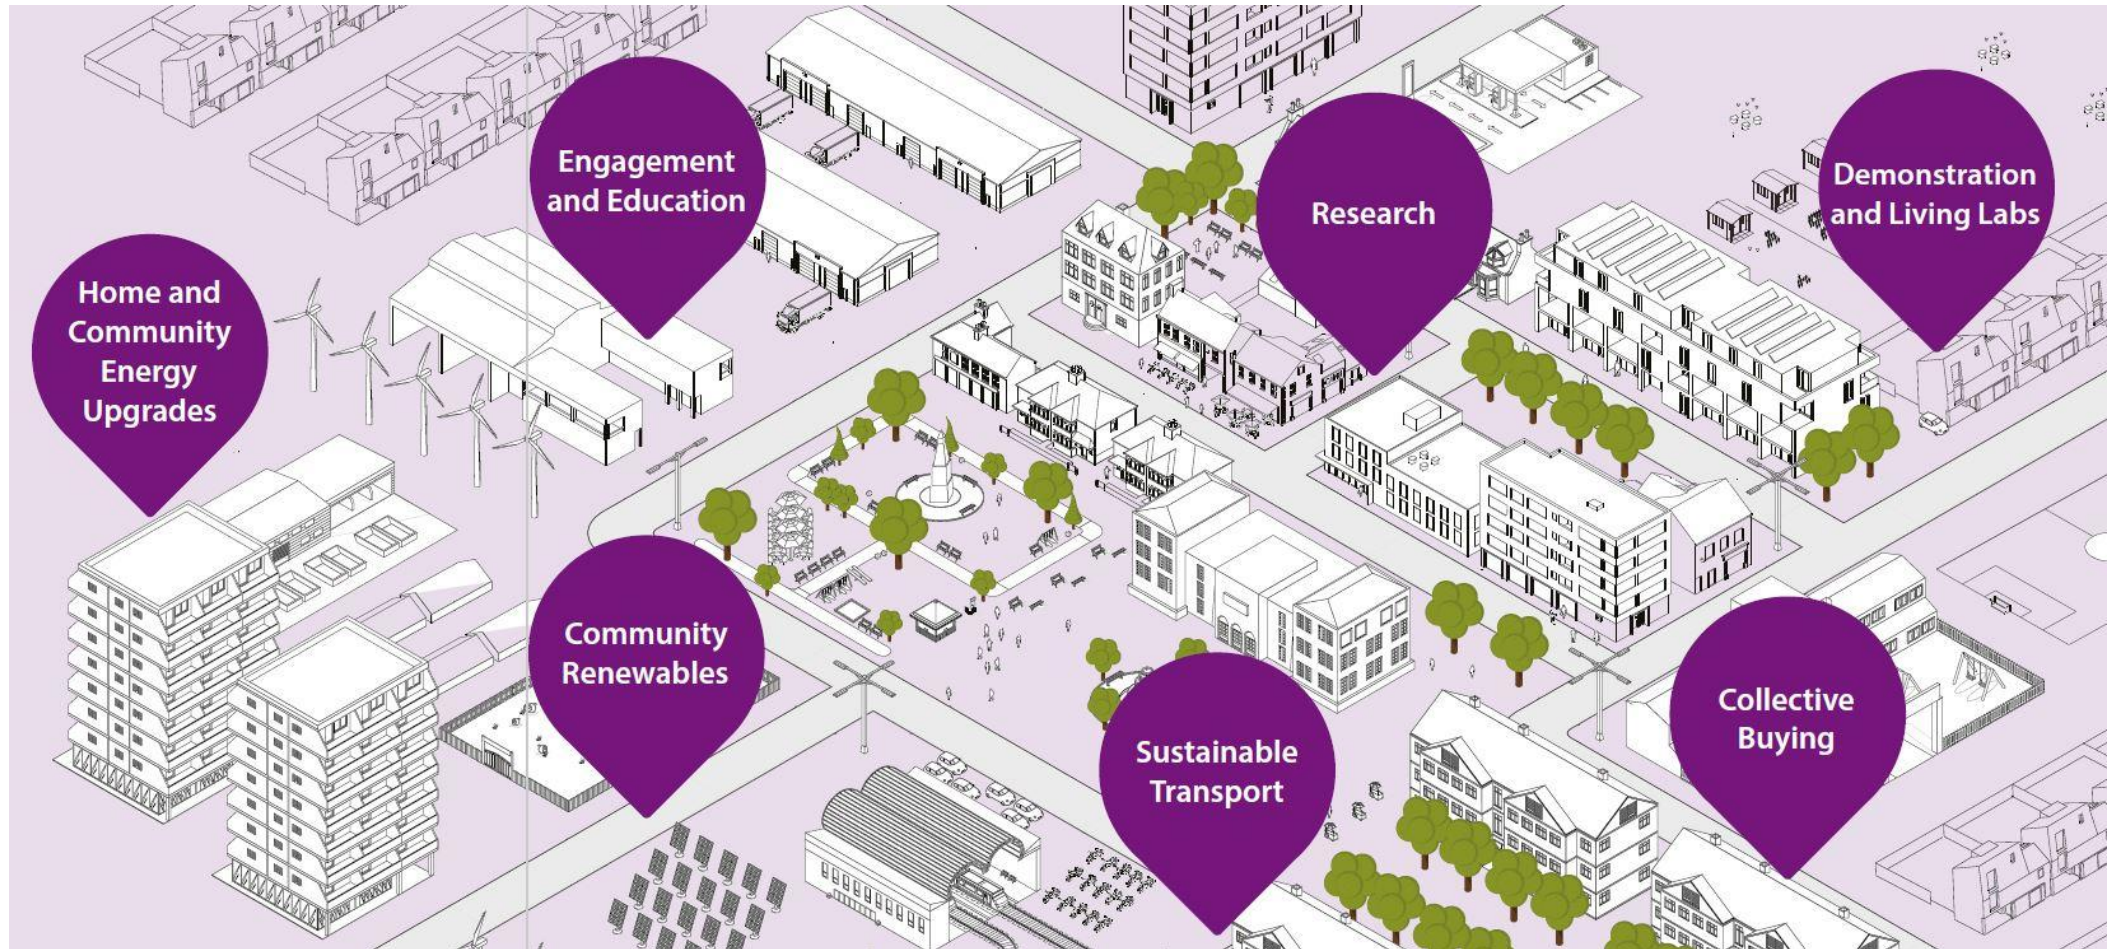 Engagement
and Education
Research
Demonstration
and Living Labs
Home and
Community
Energy
Upgrades
Community
Renewables
Sustainable
Transport
Collective
Buying